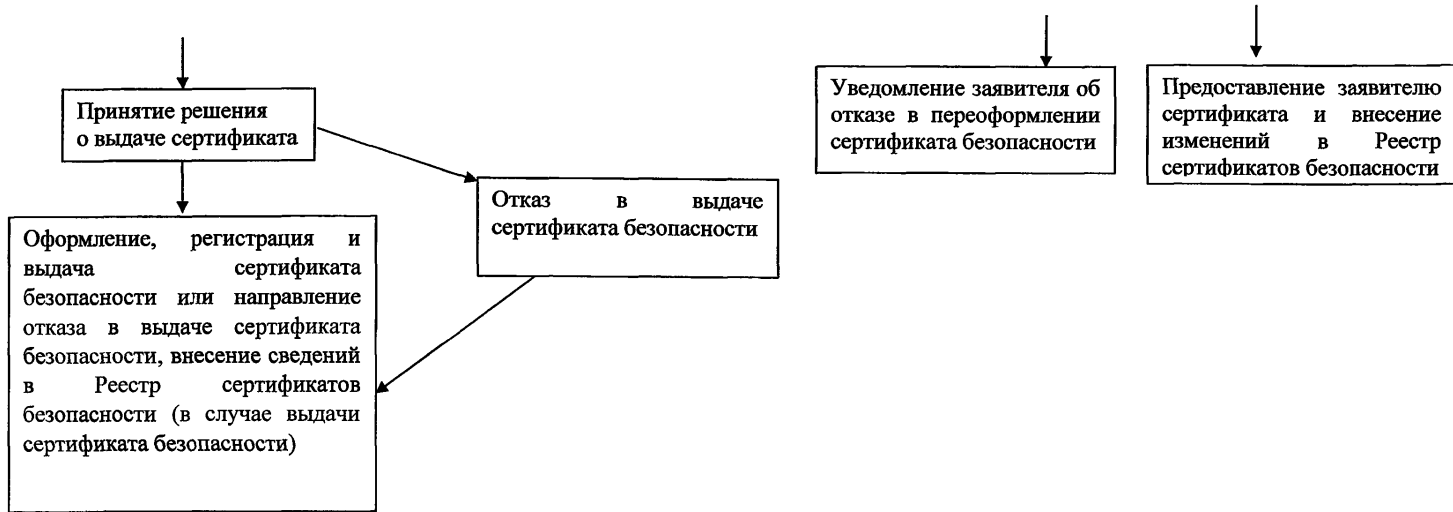 Принятие решения
о выдаче сертификата
Оформление, регистрация и
выдача сертификата
безопасности или направление
отказа в выдаче сертификата
безопасности, внесение сведений
в Реестр сертификатов
безопасности (в случае выдачи
сертификата безопасности)
Отказ в выдаче
сертификата безопасности
Уведомление заявителя об
отказе в переоформлении
сертификата безопасности
Предоставление заявителю
сертификата и внесение
изменений в Реестр
сертификатов безопасности